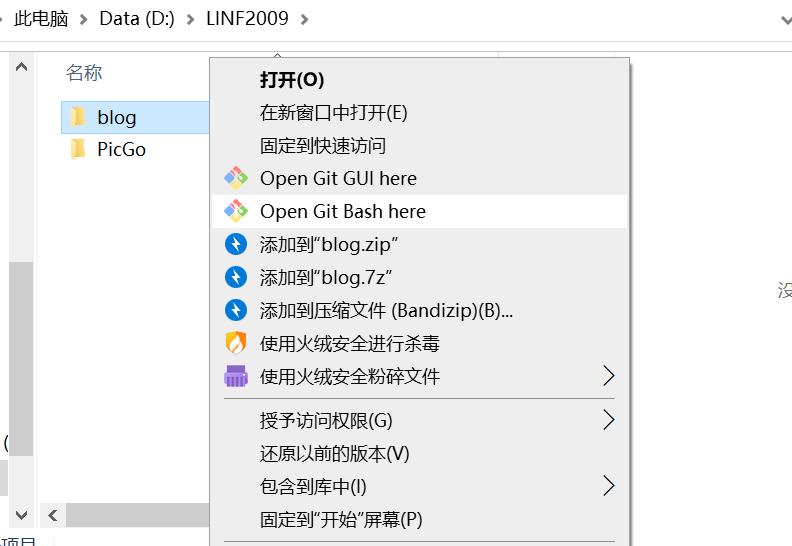 此电脑 > Data (D:) > LINF2009 >
名称
blog
PicGo
打开(O)
在新窗口中打开(E)
固定到快速访问
Open Git GUI here
Open Git Bash here
添加到“blog.zip”
添加到“blog.7z”
添加到压缩文件 (Bandizip)(B)...
使用火绒安全进行杀毒
使用火绒安全粉碎文件
授予访问权限(G)
还原以前的版本(V)
包含到库中(I)
固定到“开始”屏幕(P)
没
(
项目